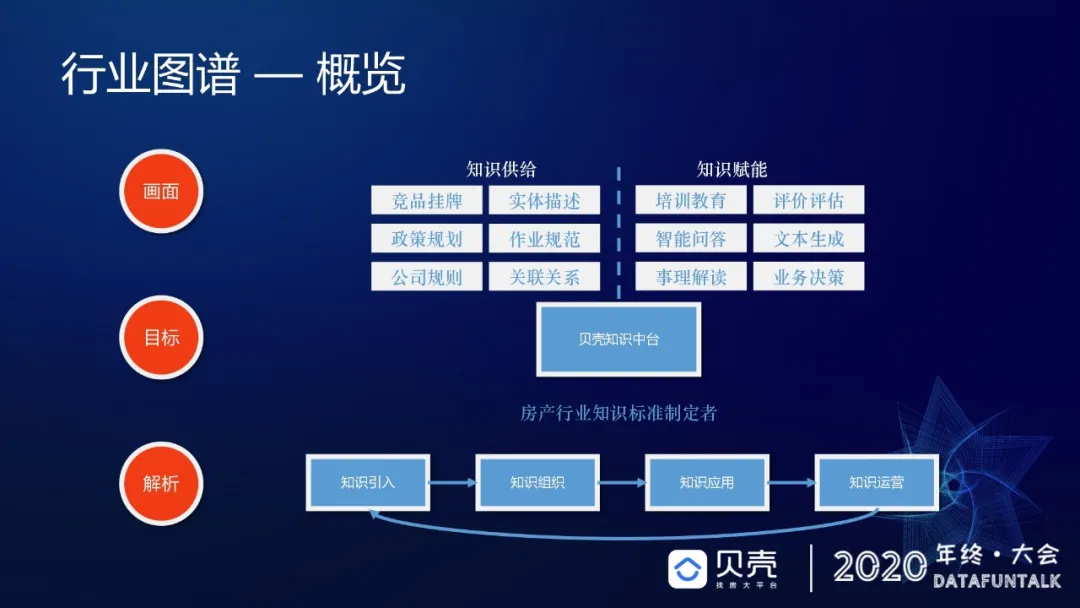 行业图谱 — 概览
画面
知识供给
知识赋能
竞品挂牌
实体描述
培训教育
评价评估
政策规划
作业规范
智能问答
文本生成
公司规则
关联关系
事理解读
业务决策
目标
贝壳知识中台
房产行业知识标准制定者
解析
知识引入
知识组织
知识应用
知识运营
贝壳
找房大平台
2020
年终·大会
DATAFUNTALK